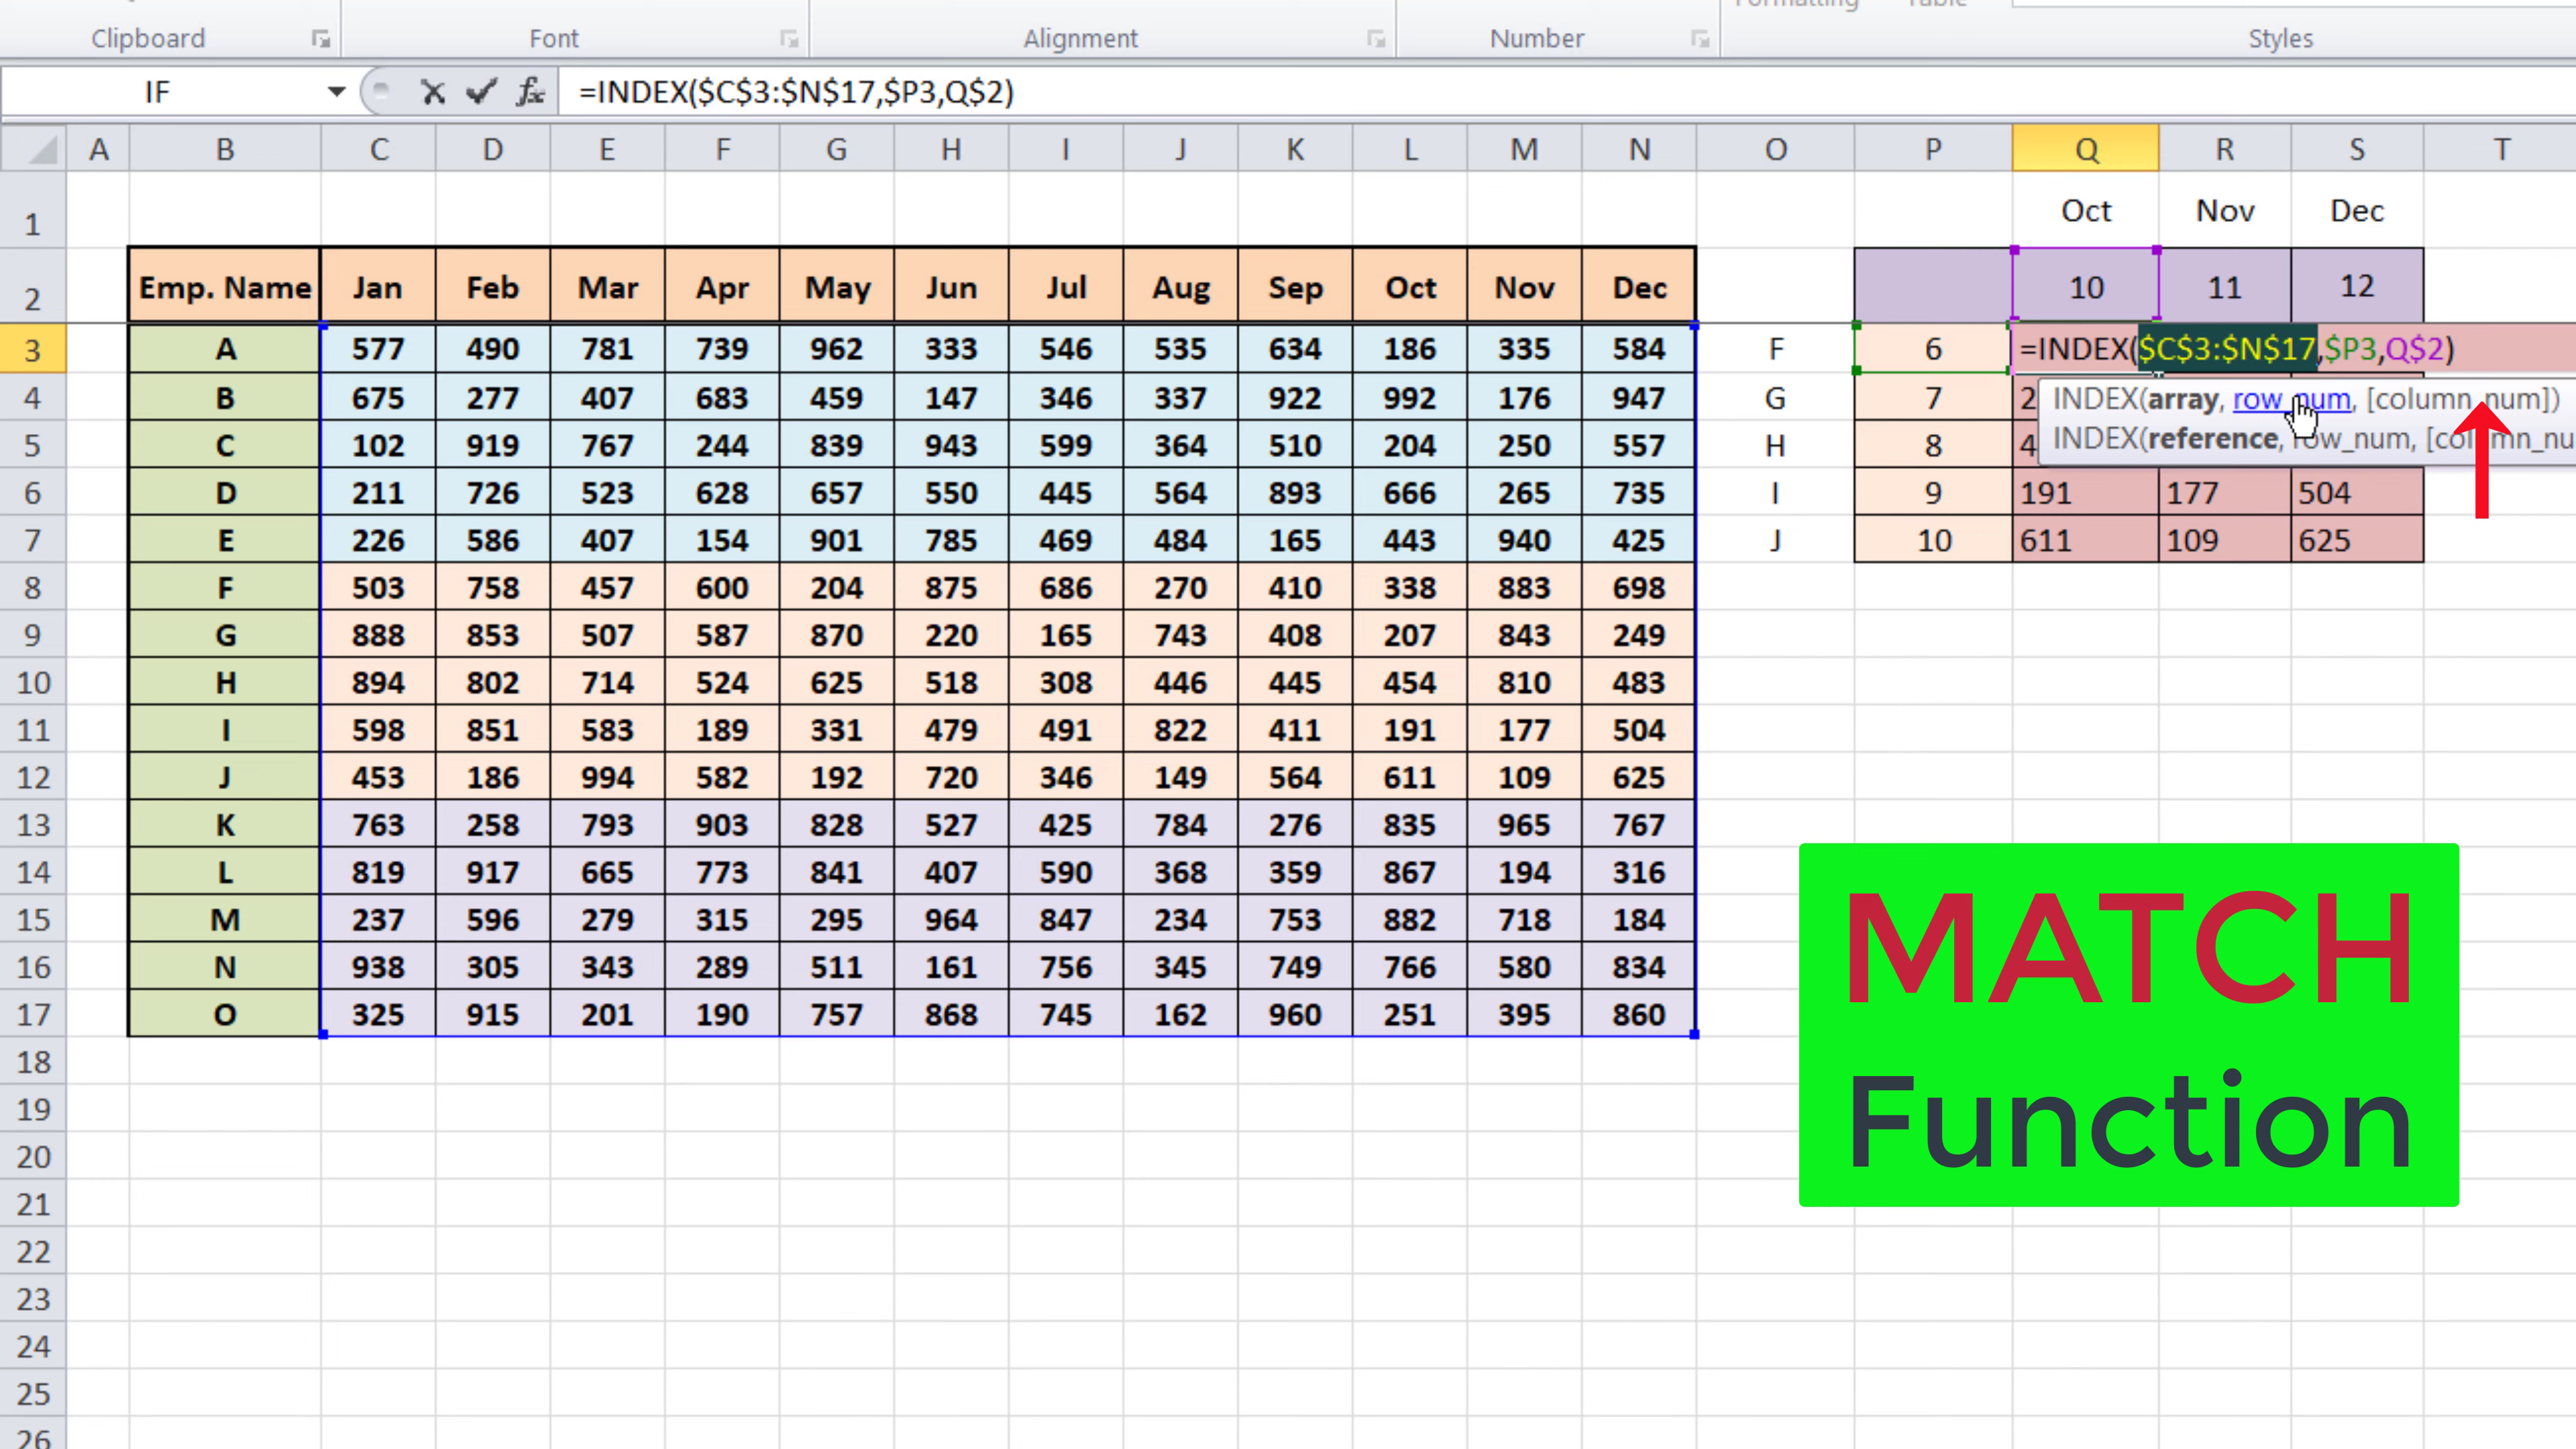 Clipboard Font Alignment Number Styles
IF =INDEX($C$3:$N$17,$P3,Q$2)
A B C D E F G H I J K L M N O P Q R S T
1 Oct Nov Dec
2 Emp. Name Jan Feb Mar Apr May Jun Jul Aug Sep Oct Nov Dec 10 11 12
3 A 577 490 781 739 962 333 546 535 634 186 335 584 F 6 =INDEX($C$3:$N$17,$P3,Q$2)
4 B 675 277 407 683 459 147 346 337 922 992 176 947 G 7 2 INDEX(array, row_num, [column_num])
5 C 102 919 767 244 839 943 599 364 510 204 250 557 H 8 4 INDEX(reference, row_num, [column_nu
6 D 211 726 523 628 657 550 445 564 893 666 265 735 I 9 191 177 504
7 E 226 586 407 154 901 785 469 484 165 443 940 425 J 10 611 109 625
8 F 503 758 457 600 204 875 686 270 410 338 883 698
9 G 888 853 507 587 870 220 165 743 408 207 843 249
10 H 894 802 714 524 625 518 308 446 445 454 810 483
11 I 598 851 583 189 331 479 491 822 411 191 177 504
12 J 453 186 994 582 192 720 346 149 564 611 109 625
13 K 763 258 793 903 828 527 425 784 276 835 965 767
14 L 819 917 665 773 841 407 590 368 359 867 194 316
15 M 237 596 279 315 295 964 847 234 753 882 718 184
16 N 938 305 343 289 511 161 756 345 749 766 580 834
17 O 325 915 201 190 757 868 745 162 960 251 395 860
MATCH
Function
18
19
20
21
22
23
24
25
26